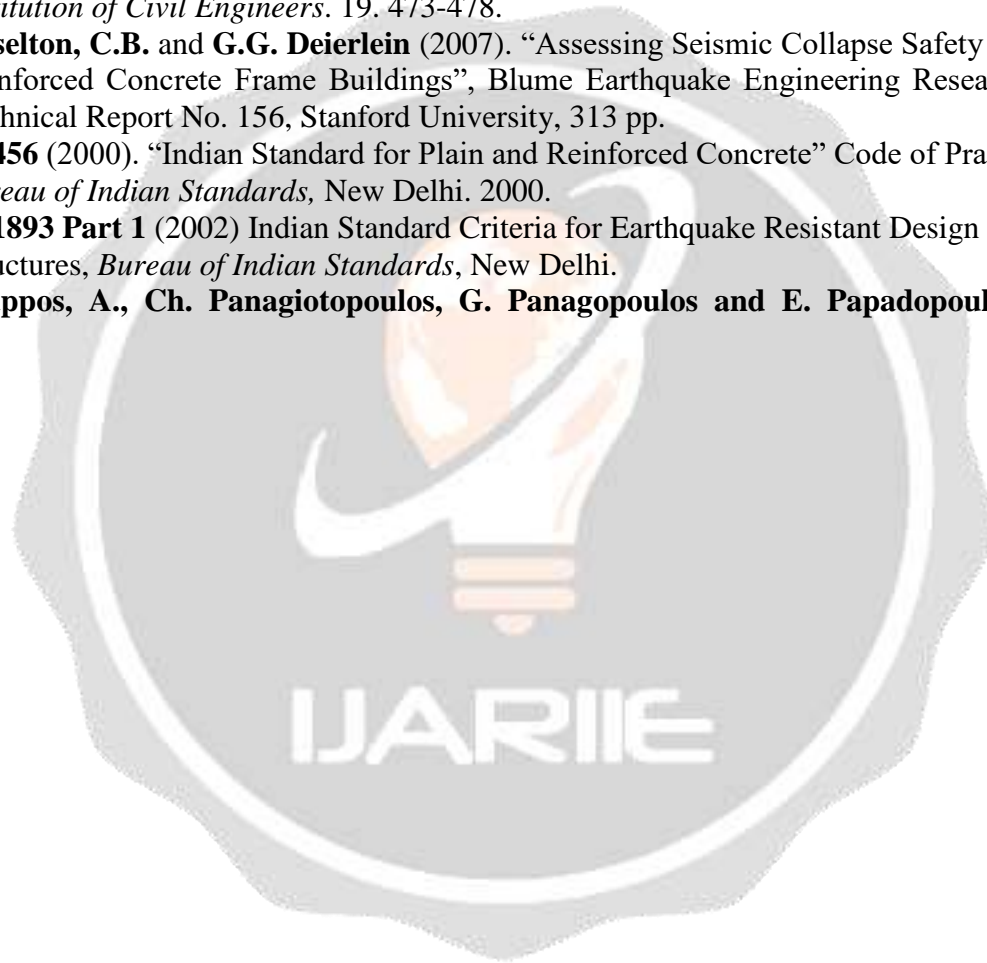 titution of Civil Engineers. 19. 473-478.
selton, C.B. and G.G. Deierlein (2007). “Assessing Seismic Collapse Safety
nforced Concrete Frame Buildings”, Blume Earthquake Engineering Resea
chnical Report No. 156, Stanford University, 313 pp.
456 (2000). “Indian Standard for Plain and Reinforced Concrete” Code of Pra
reau of Indian Standards, New Delhi. 2000.
1893 Part 1 (2002) Indian Standard Criteria for Earthquake Resistant Design
uctures, Bureau of Indian Standards, New Delhi.
ppos, A., Ch. Panagiotopoulos, G. Panagopoulos and E. Papadopoul
IJARIIE